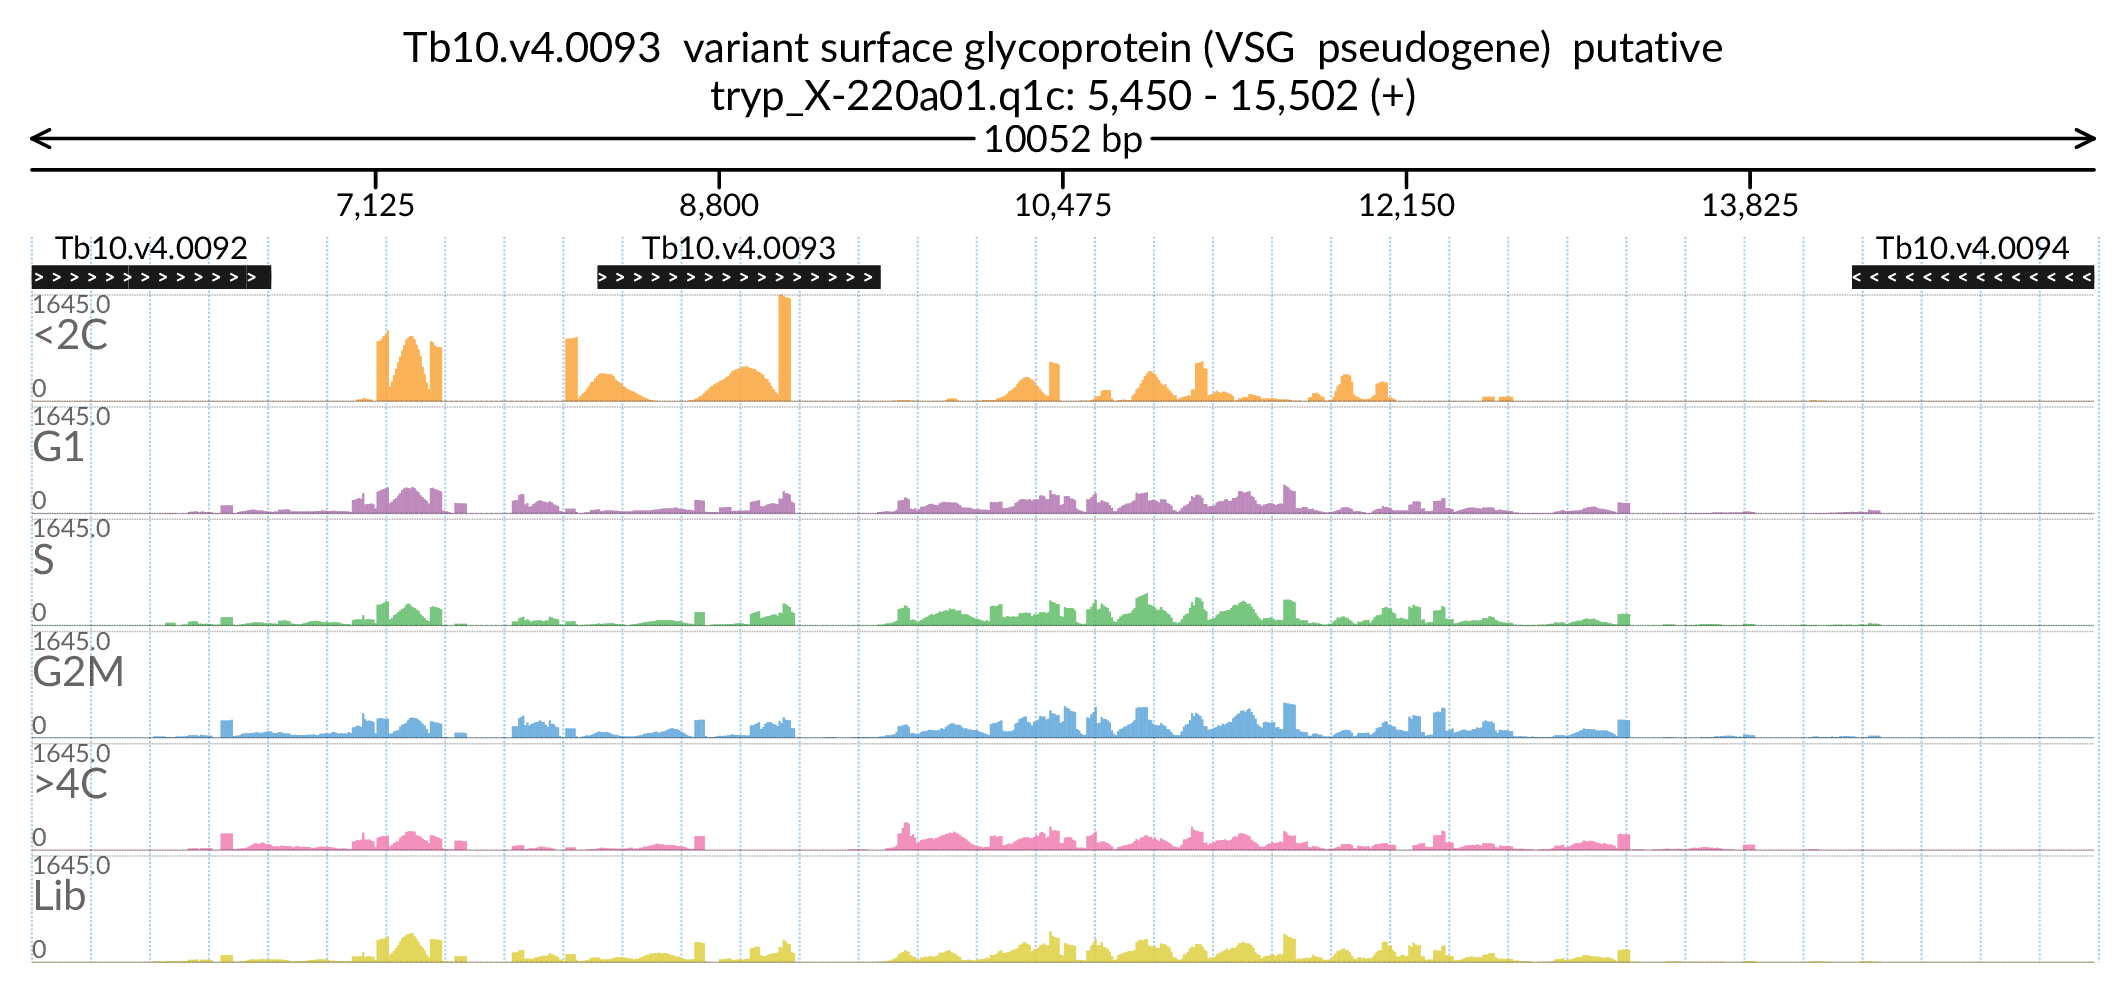 Tb10.v4.0093 variant surface glycoprotein (VSG pseudogene) putative
tryp_X-220a01.q1c: 5,450 - 15,502 (+)
10052 bp
7,125 8,800 10,475 12,150 13,825
Tb10.v4.0092 Tb10.v4.0093 Tb10.v4.0094
1645.0
<2C
0
1645.0
G1
0
1645.0
S
0
1645.0
G2M
0
1645.0
>4C
0
1645.0
Lib
0